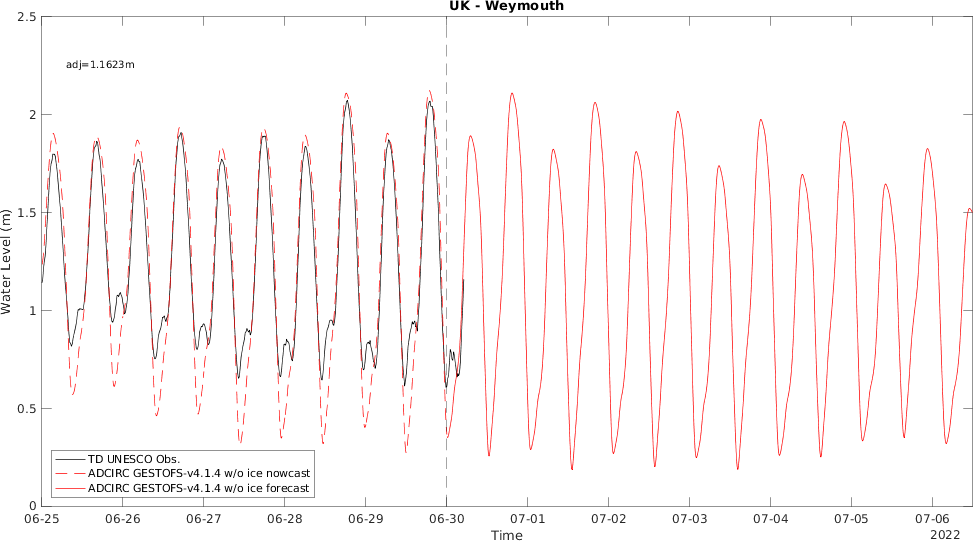 UK - Weymouth
adj=1.1623m
2.5
2
1.5
1
0.5
0
Water Level (m)
TD UNESCO Obs.
ADCIRC GESTOFS-v4.1.4 w/o ice nowcast
ADCIRC GESTOFS-v4.1.4 w/o ice forecast
06-25 06-26 06-27 06-28 06-29 06-30 07-01 07-02 07-03 07-04 07-05 07-06
Time
2022